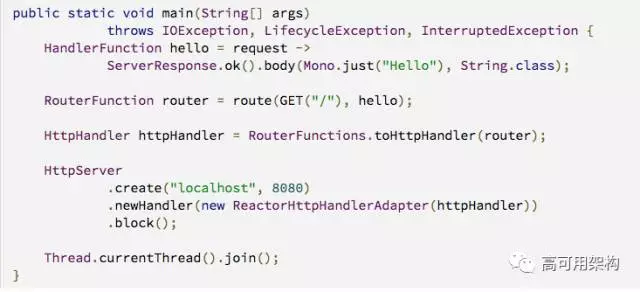 public static void main(String[] args)
            throws IOException, LifecycleException, InterruptedException {
    HandlerFunction hello = request ->
            ServerResponse.ok().body(Mono.just("Hello"), String.class);

    RouterFunction router = route(GET("/"), hello);

    HttpHandler httpHandler = RouterFunctions.toHttpHandler(router);

    HttpServer
            .create("localhost", 8080)
            .newHandler(new ReactorHttpHandlerAdapter(httpHandler))
            .block();

    Thread.currentThread().join();
}
高可用架构